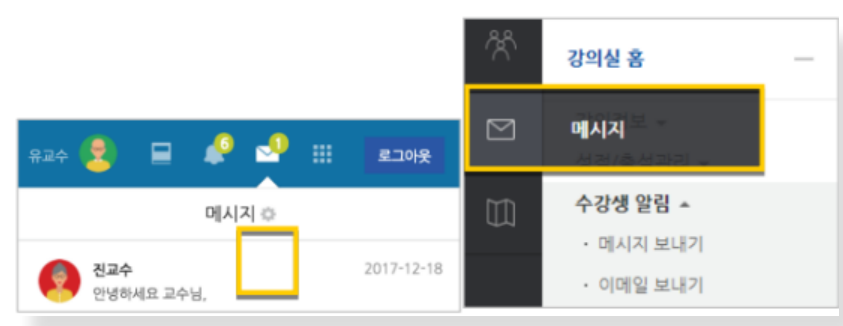 유교수
6
1
로그아웃
메시지
진교수
2017-12-18
안녕하세요 교수님,
강의실 홈
메시지
수강생 알림
· 메시지 보내기
· 이메일 보내기